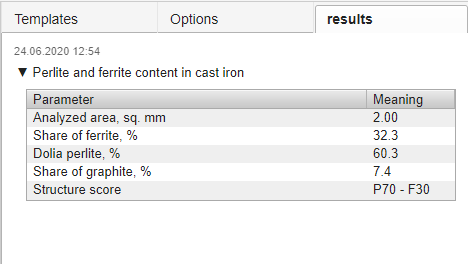 Templates Options results
24.06.2020 12:54
▼ Perlite and ferrite content in cast iron
Parameter Meaning
Analyzed area, sq. mm 2.00
Share of ferrite, % 32.3
Dolia perlite, % 60.3
Share of graphite, % 7.4
Structure score P70 - F30